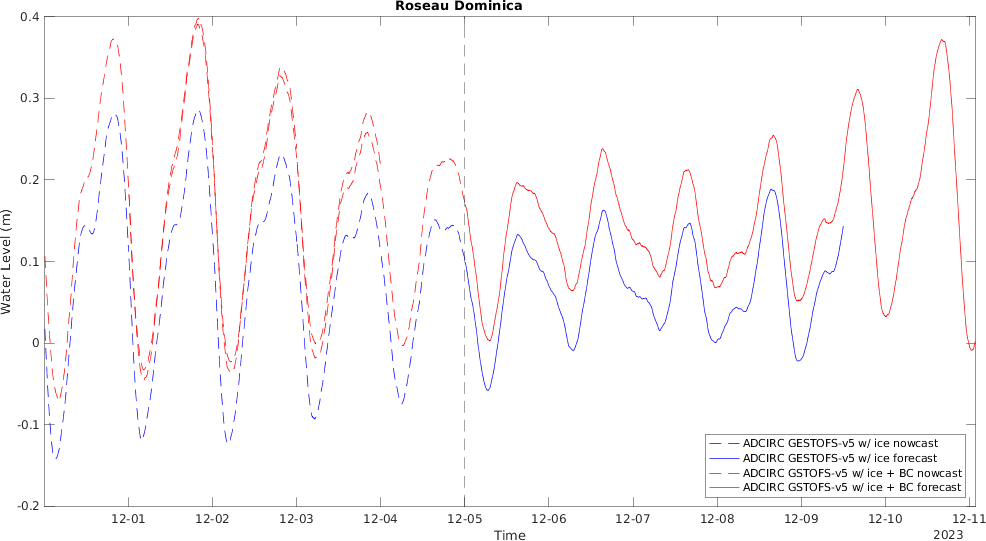 Roseau Dominica
0.4
0.3
0.2
0.1
0
-0.1
-0.2
Water Level (m)
12-01 12-02 12-03 12-04 12-05 12-06 12-07 12-08 12-09 12-10 12-11
Time
2023
ADCIRC GESTOFS-v5 w/ ice nowcast
ADCIRC GESTOFS-v5 w/ ice forecast
ADCIRC GSTOFS-v5 w/ ice + BC nowcast
ADCIRC GSTOFS-v5 w/ ice + BC forecast